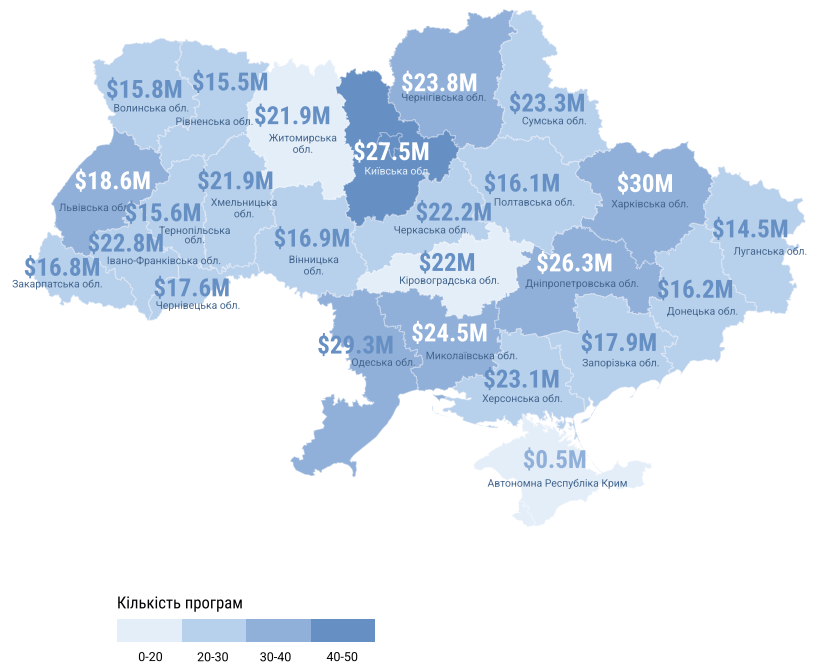 $23.8M
Чернігівська обл.
$15.8M
Волинська обл.
$15.5M
Рівненська обл.
$21.9M
Житомирська
обл.
$23.3M
Сумська обл.
$27.5M
Київська обл.
$18.6M
Львівська обл.
$21.9M
Хмельницька
обл.
$16.1M
Полтавська обл.
$30M
Харківська обл.
$15.6M
Тернопільська
обл.
$22.2M
Черкаська обл.
$14.5M
Луганська обл.
$22.8M
Івано-Франківська обл.
$16.9M
Вінницька
обл.
$16.8M
Закарпатська обл.
$22M
Кіровоградська обл.
$26.3M
Дніпропетровська обл.
$17.6M
Чернівецька обл.
$16.2M
Донецька обл.
$29.3M
Одеська обл.
$24.5M
Миколаївська обл.
$17.9M
Запорізька обл.
$23.1M
Херсонська обл.
$0.5M
Автономна Республіка Крим
Кількість програм
0-20 20-30 30-40 40-50